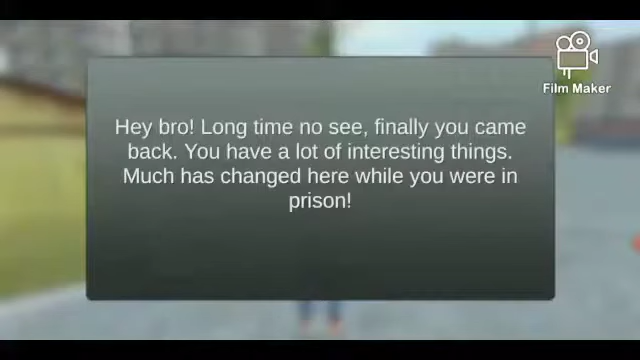 Film Maker
Hey bro! Long time no see, finally you came
back. You have a lot of interesting things.
Much has changed here while you were in
prison!